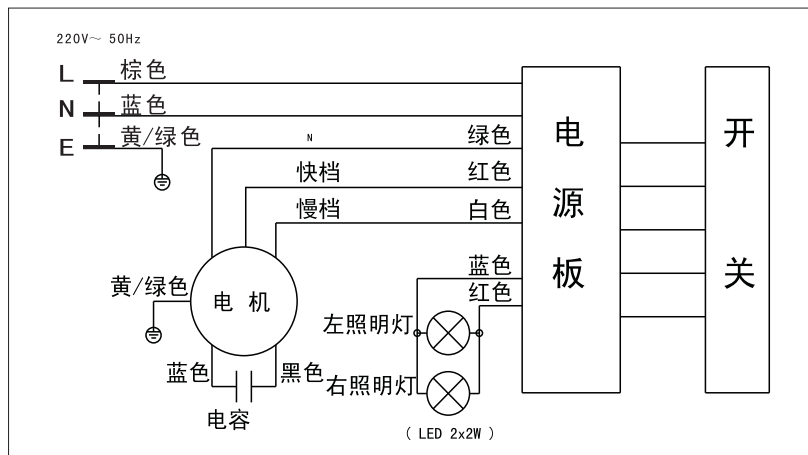 220V～ 50Hz
L 棕色
N 蓝色
E 黄/绿色
N 绿色
快档 红色
慢档 白色
电源板
开关
黄/绿色
电 机
蓝色
红色
左照明灯
右照明灯
蓝色 黑色
电容
( LED 2x2W )